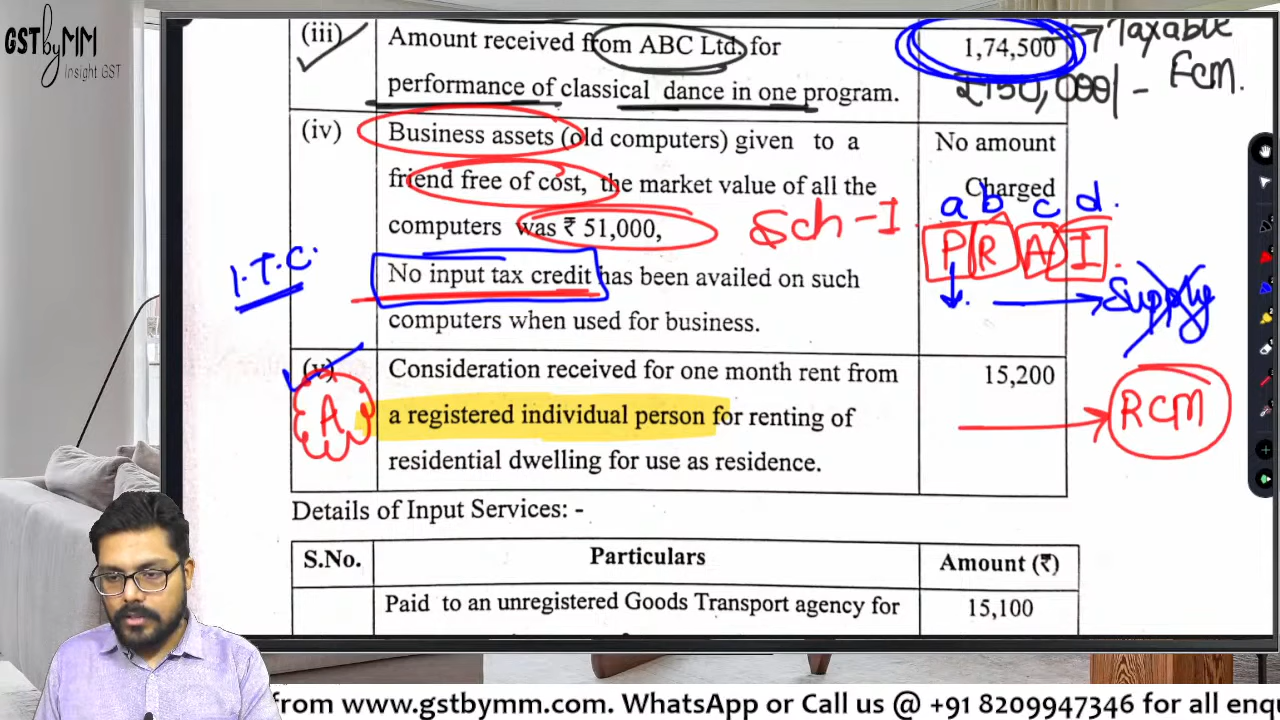 GSTbyMM
Insight GST
(iii) Amount received from ABC Ltd. for 1,74,500 → Taxable
performance of classical dance in one program. ₹150,000/- FCM.
(iv) Business assets (old computers) given to a No amount
friend free of cost, the market value of all the Charged
a b c d.
computers was ₹ 51,000, Sch-I. P R A I.
I.T.C. No input tax credit has been availed on such Supply
computers when used for business.
(v) Consideration received for one month rent from 15,200
A a registered individual person for renting of RCM
residential dwelling for use as residence.
Details of Input Services: -
S.No. Particulars Amount (₹)
Paid to an unregistered Goods Transport agency for 15,100
from www.gstbymm.com. WhatsApp or Call us @ +91 8209947346 for all enqu